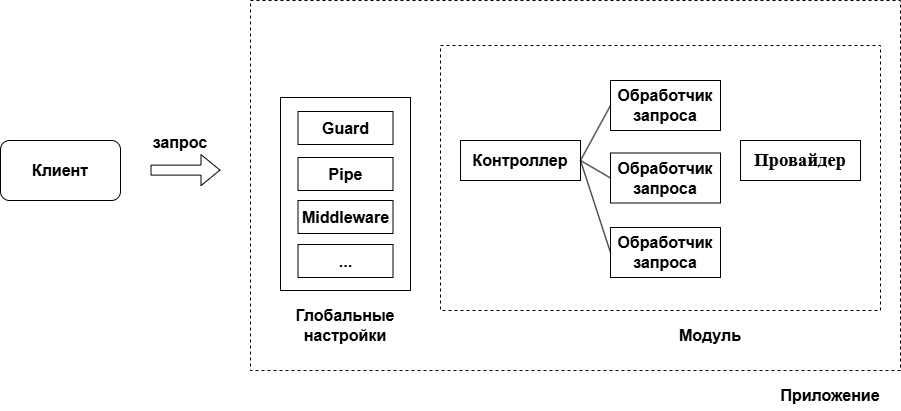 Клиент
запрос
Guard
Pipe
Middleware
...
Глобальные
настройки
Контроллер
Обработчик
запроса
Обработчик
запроса
Обработчик
запроса
Провайдер
Модуль
Приложение